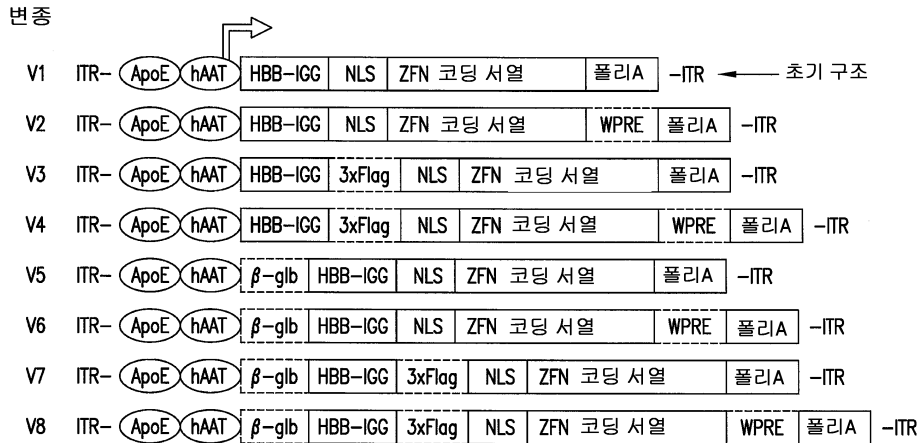 변종
V1 ITR- ApoE hAAT HBB-IGG NLS ZFN 코딩 서열 폴리A -ITR 초기 구조
V2 ITR- ApoE hAAT HBB-IGG NLS ZFN 코딩 서열 WPRE 폴리A -ITR
V3 ITR- ApoE hAAT HBB-IGG 3xFlag NLS ZFN 코딩 서열 폴리A -ITR
V4 ITR- ApoE hAAT HBB-IGG 3xFlag NLS ZFN 코딩 서열 WPRE 폴리A -ITR
V5 ITR- ApoE hAAT β-glb HBB-IGG NLS ZFN 코딩 서열 폴리A -ITR
V6 ITR- ApoE hAAT β-glb HBB-IGG NLS ZFN 코딩 서열 WPRE 폴리A -ITR
V7 ITR- ApoE hAAT β-glb HBB-IGG 3xFlag NLS ZFN 코딩 서열 폴리A -ITR
V8 ITR- ApoE hAAT β-glb HBB-IGG 3xFlag NLS ZFN 코딩 서열 WPRE 폴리A -ITR